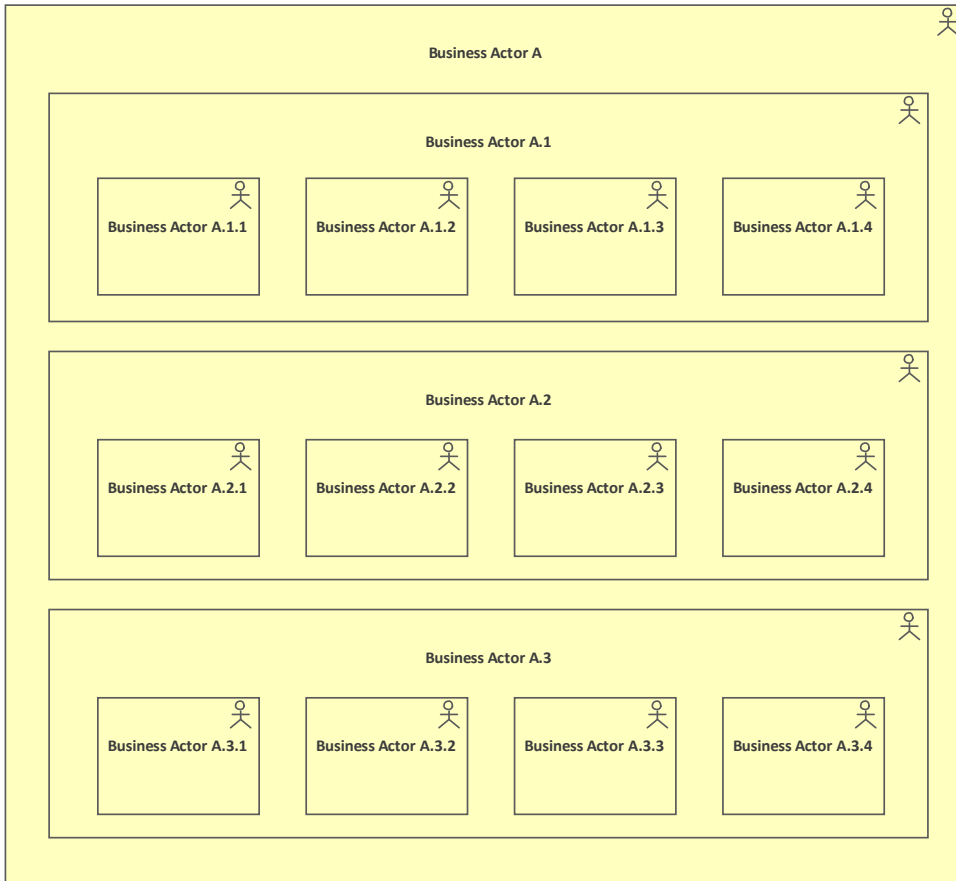 Business Actor A
Business Actor A.1
Business Actor A.1.1
Business Actor A.1.2
Business Actor A.1.3
Business Actor A.1.4
Business Actor A.2
Business Actor A.2.1
Business Actor A.2.2
Business Actor A.2.3
Business Actor A.2.4
Business Actor A.3
Business Actor A.3.1
Business Actor A.3.2
Business Actor A.3.3
Business Actor A.3.4